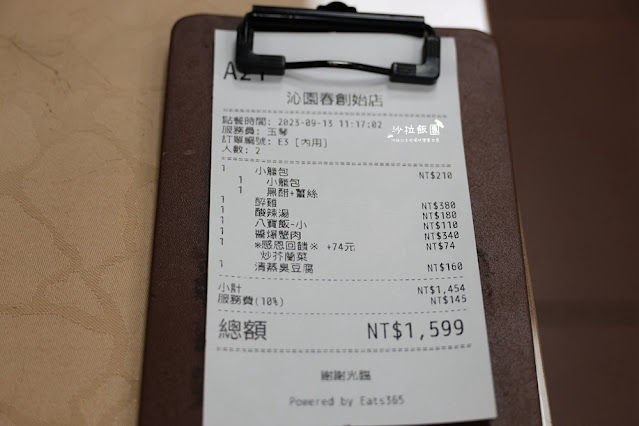 沁園春創始店
點餐時間: 2023-09-13 11:17:02
服務員: 玉琴
訂單編號: E3 [內用]
人數: 2
沙拉飯團
1 小籠包 NT$210
1 小籠包
1 黑醋+薑絲
1 醉雞 NT$380
1 酸辣湯 NT$180
1 八寶飯-小 NT$110
1 醬爆蟹肉 NT$340
1 ※感恩回饋※ +74元 NT$74
炒芥蘭菜
1 清蒸臭豆腐 NT$160
小計 NT$1,454
服務費(10%) NT$145
總額 NT$1,599
謝謝光臨
Powered by Eats365